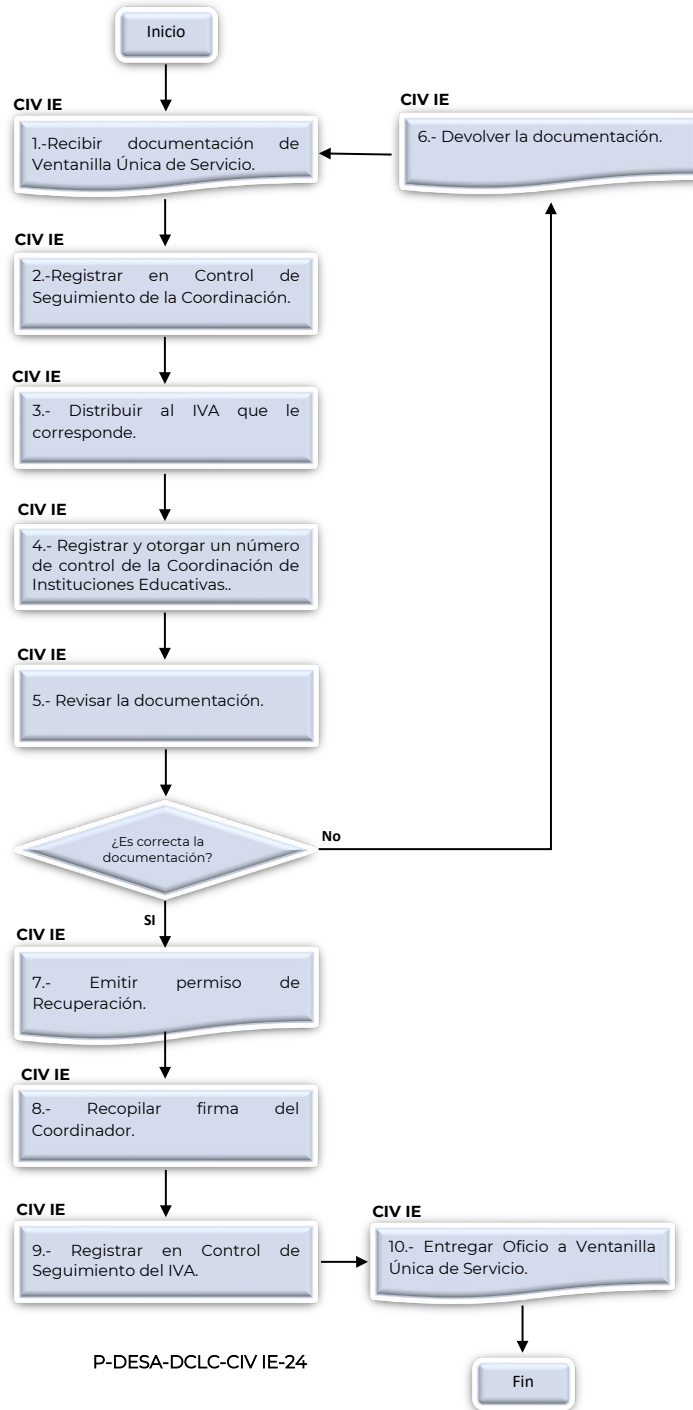 Inicio
CIV IE
1.-Recibir documentación de
Ventanilla Única de Servicio.
CIV IE
6.- Devolver la documentación.
CIV IE
2.-Registrar en Control de
Seguimiento de la Coordinación.
CIV IE
3.- Distribuir al IVA que le
corresponde.
CIV IE
4.- Registrar y otorgar un número
de control de la Coordinación de
Instituciones Educativas..
CIV IE
5.- Revisar la documentación.
¿Es correcta la
documentación?
No
SI
CIV IE
7.- Emitir permiso de
Recuperación.
CIV IE
8.- Recopilar firma del
Coordinador.
CIV IE
9.- Registrar en Control de
Seguimiento del IVA.
CIV IE
10.- Entregar Oficio a Ventanilla
Única de Servicio.
P-DESA-DCLC-CIV IE-24
Fin